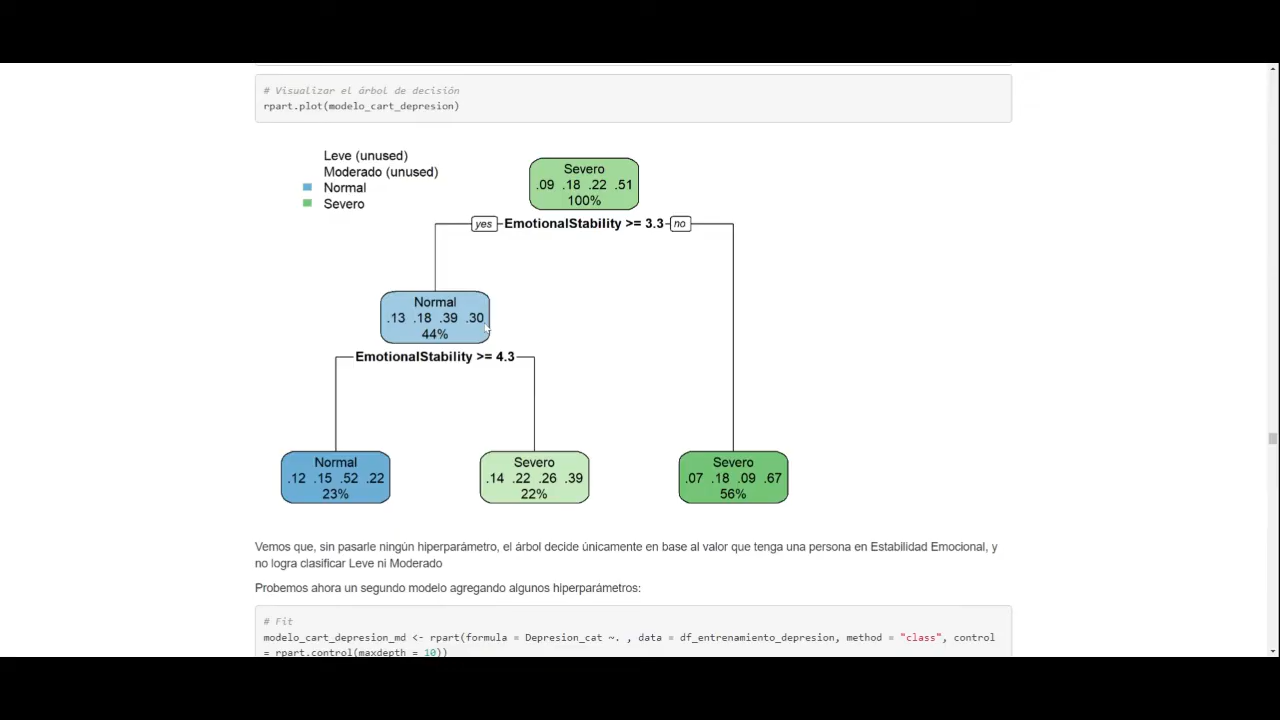 # Visualizar el árbol de decisión
rpart.plot(modelo_cart_depresion)
Leve (unused)
Moderado (unused)
Normal
Severo
Severo
.09 .18 .22 .51
100%
yes EmotionalStability >= 3.3 no
Normal
.13 .18 .39 .30
44%
EmotionalStability >= 4.3
Normal
.12 .15 .52 .22
23%
Severo
.14 .22 .26 .39
22%
Severo
.07 .18 .09 .67
56%
Vemos que, sin pasarle ningún hiperparámetro, el árbol decide únicamente en base al valor que tenga una persona en Estabilidad Emocional, y
no logra clasificar Leve ni Moderado
Probemos ahora un segundo modelo agregando algunos hiperparámetros:
# Fit
modelo_cart_depresion_md <- rpart(formula = Depresion_cat ~. , data = df_entrenamiento_depresion, method = "class", control
= rpart.control(maxdepth = 10))